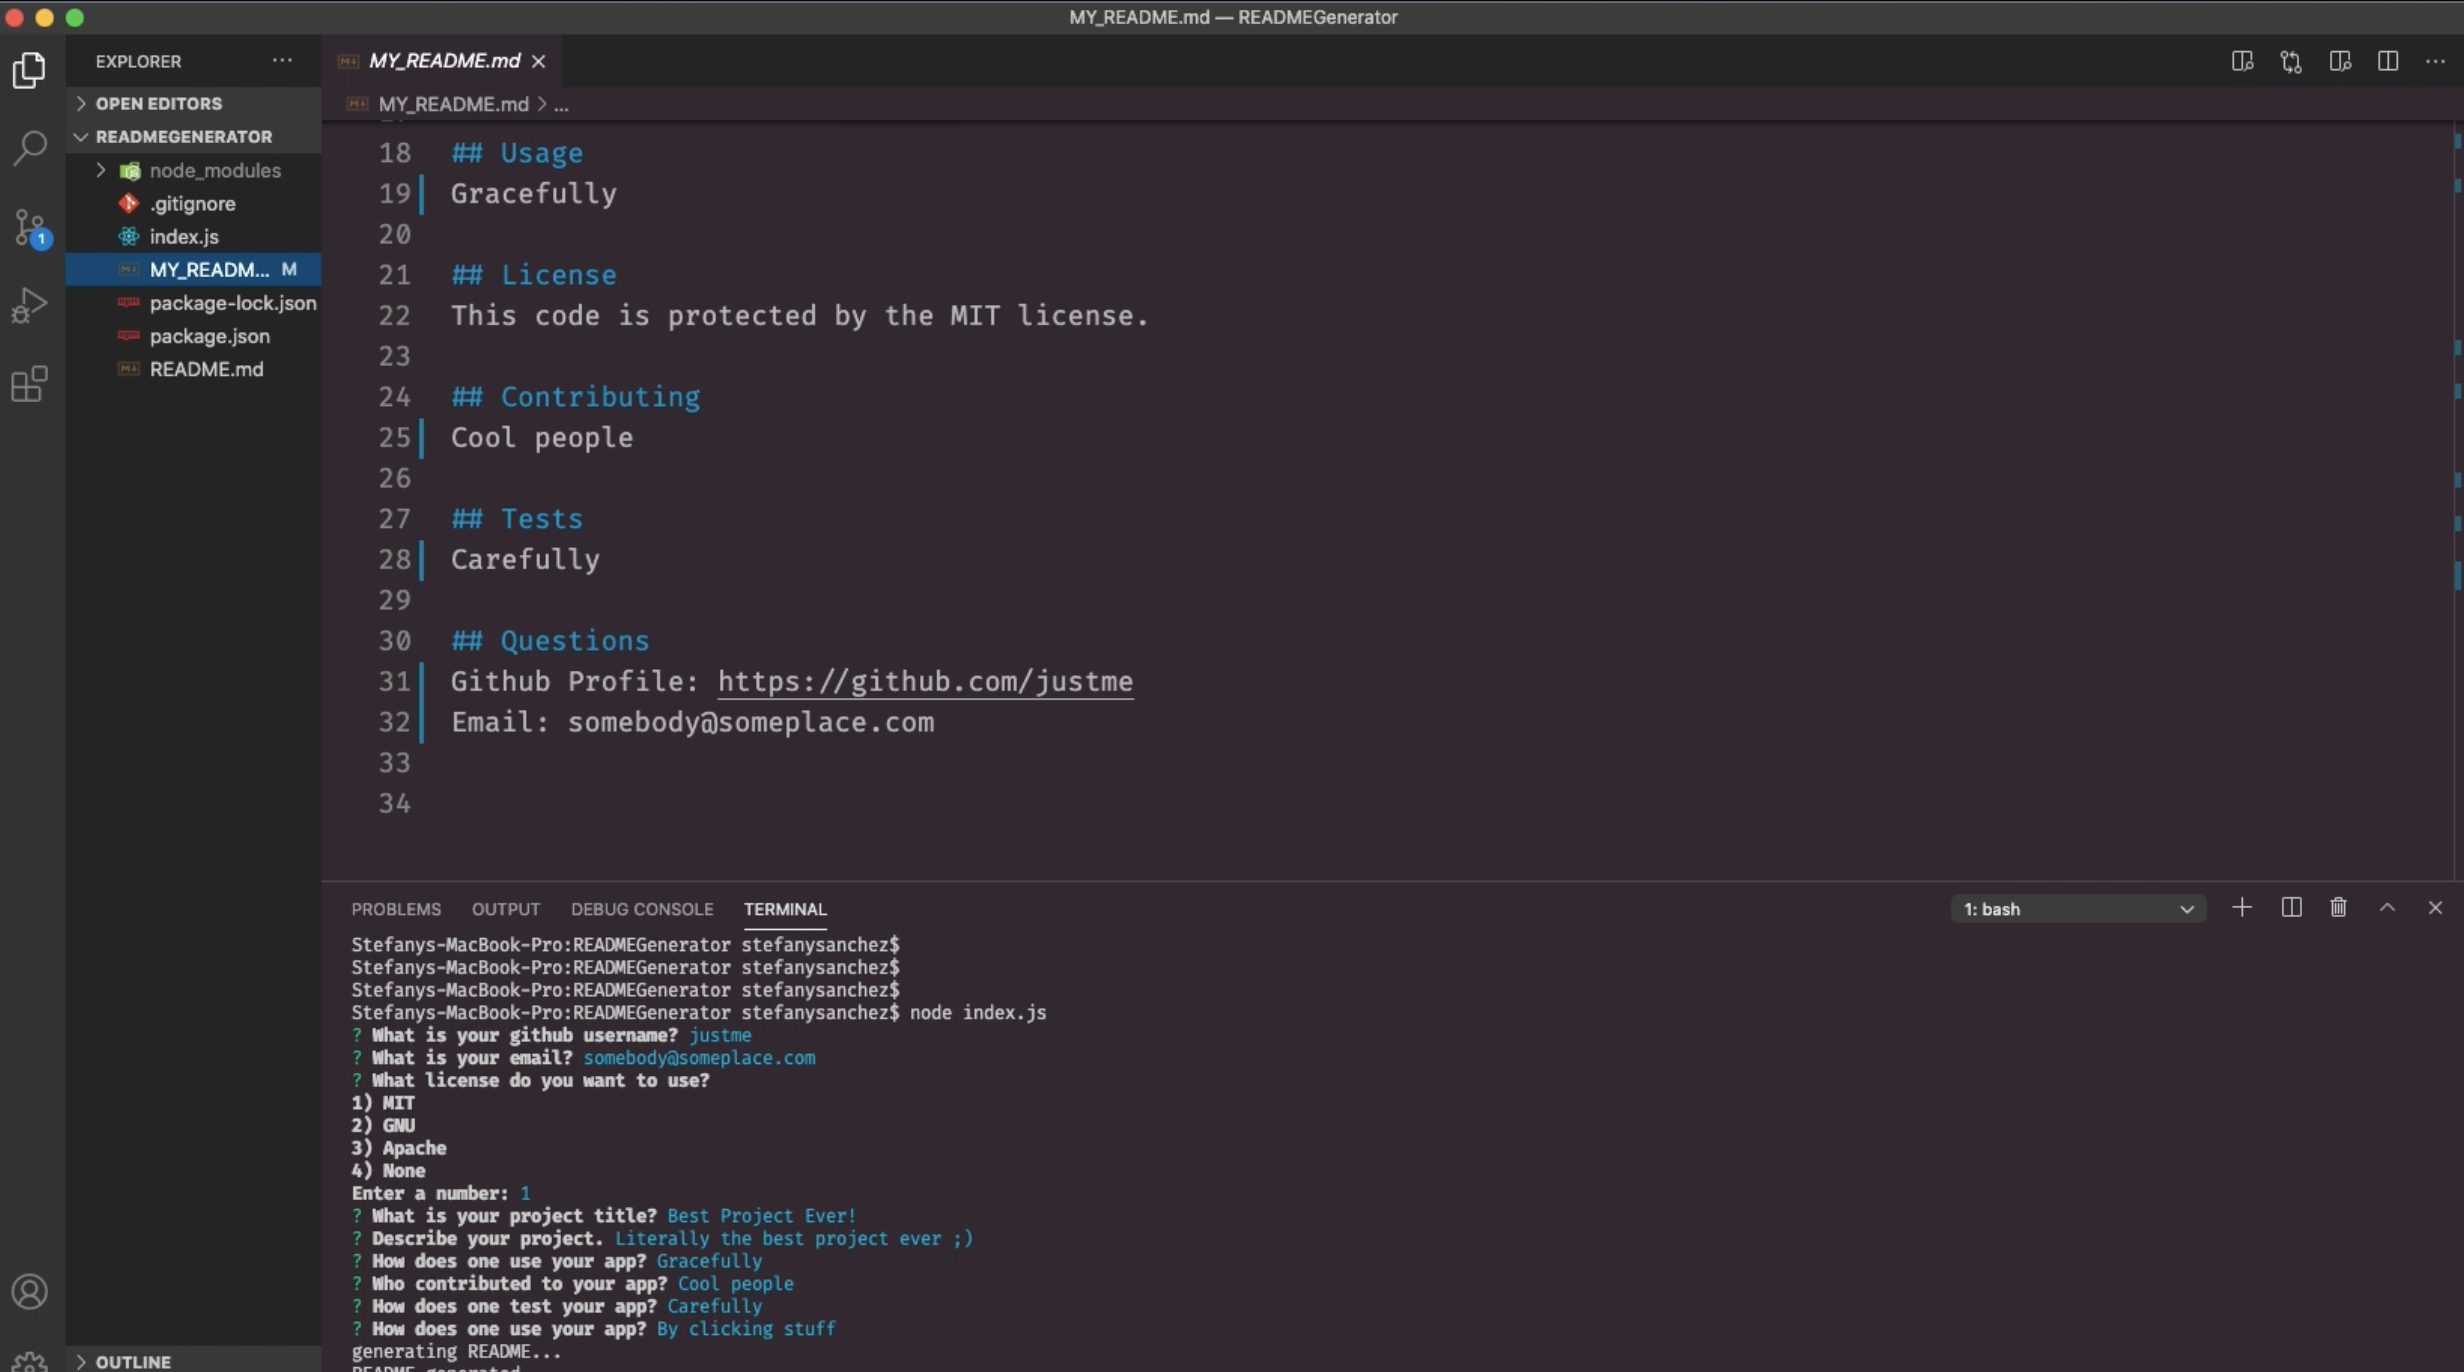 MY_README.md — READMEGenerator
EXPLORER
OPEN EDITORS
READMEGENERATOR
node_modules
.gitignore
index.js
MY_READM... M
package-lock.json
package.json
README.md
OUTLINE
1
MY_README.md
MY_README.md > ...
18 ## Usage
19 Gracefully
20
21 ## License
22 This code is protected by the MIT license.
23
24 ## Contributing
25 Cool people
26
27 ## Tests
28 Carefully
29
30 ## Questions
31 Github Profile: https://github.com/justme
32 Email: somebody@someplace.com
33
34
PROBLEMS OUTPUT DEBUG CONSOLE TERMINAL 1: bash
Stefanys-MacBook-Pro:READMEGenerator stefanysanchez$
Stefanys-MacBook-Pro:READMEGenerator stefanysanchez$
Stefanys-MacBook-Pro:READMEGenerator stefanysanchez$
Stefanys-MacBook-Pro:READMEGenerator stefanysanchez$ node index.js
? What is your github username? justme
? What is your email? somebody@someplace.com
? What license do you want to use?
1) MIT
2) GNU
3) Apache
4) None
Enter a number: 1
? What is your project title? Best Project Ever!
? Describe your project. Literally the best project ever ;)
? How does one use your app? Gracefully
? Who contributed to your app? Cool people
? How does one test your app? Carefully
? How does one use your app? By clicking stuff
generating README...
README generated